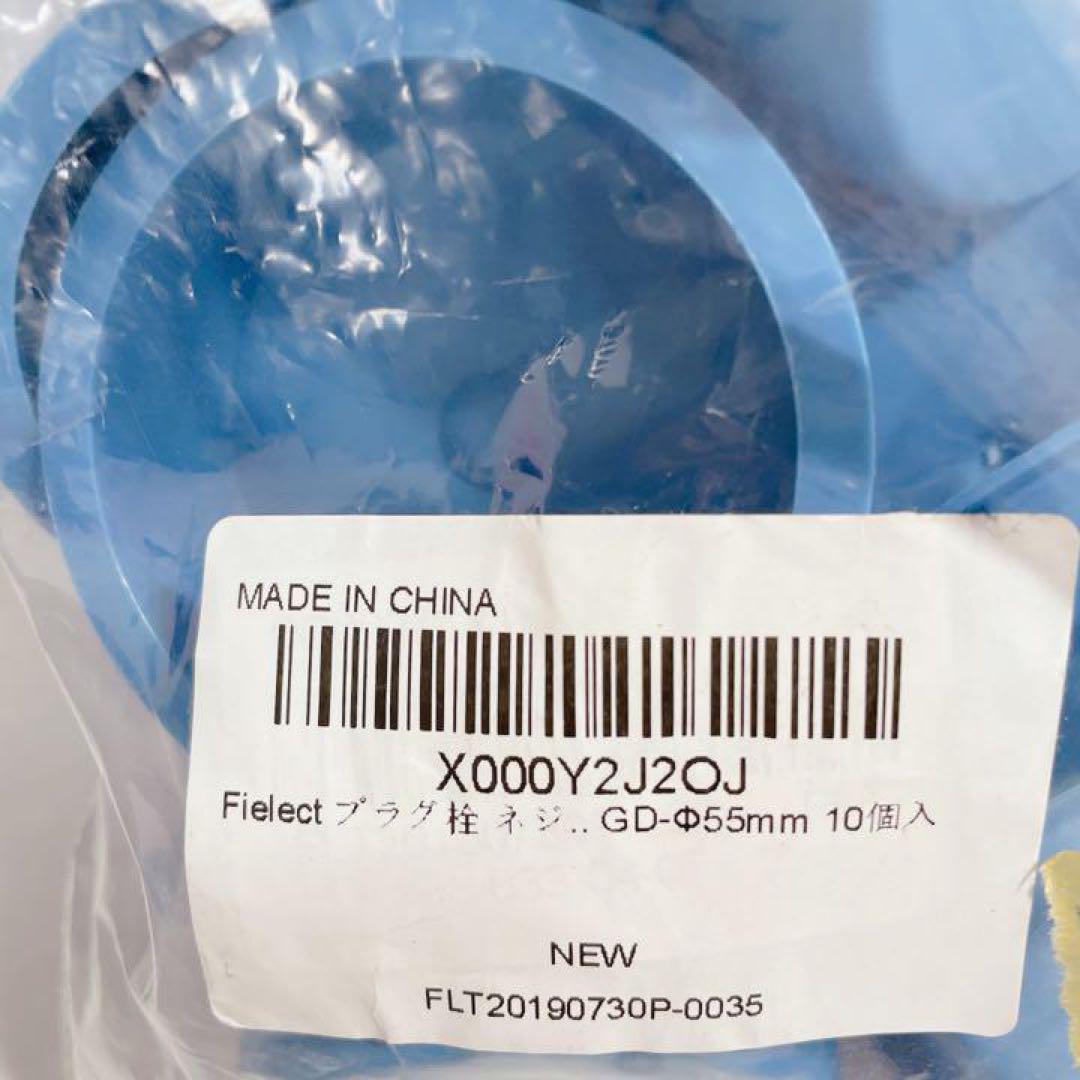 MADE IN CHINA
X000Y2J2OJ
Fielect プラグ栓 ネジ.. GD-Φ55mm 10個入
NEW
FLT20190730P-0035